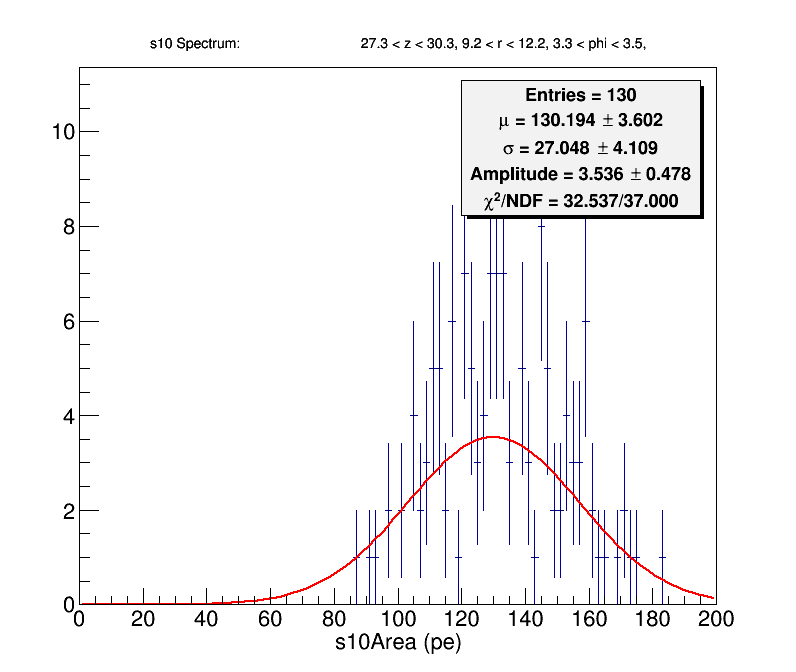 s10 Spectrum: 27.3 < z < 30.3, 9.2 < r < 12.2, 3.3 < phi < 3.5,
Entries = 130
μ = 130.194 ± 3.602
σ = 27.048 ± 4.109
Amplitude = 3.536 ± 0.478
χ²/NDF = 32.537/37.000
10
8
6
4
2
0
0 20 40 60 80 100 120 140 160 180 200
s10Area (pe)